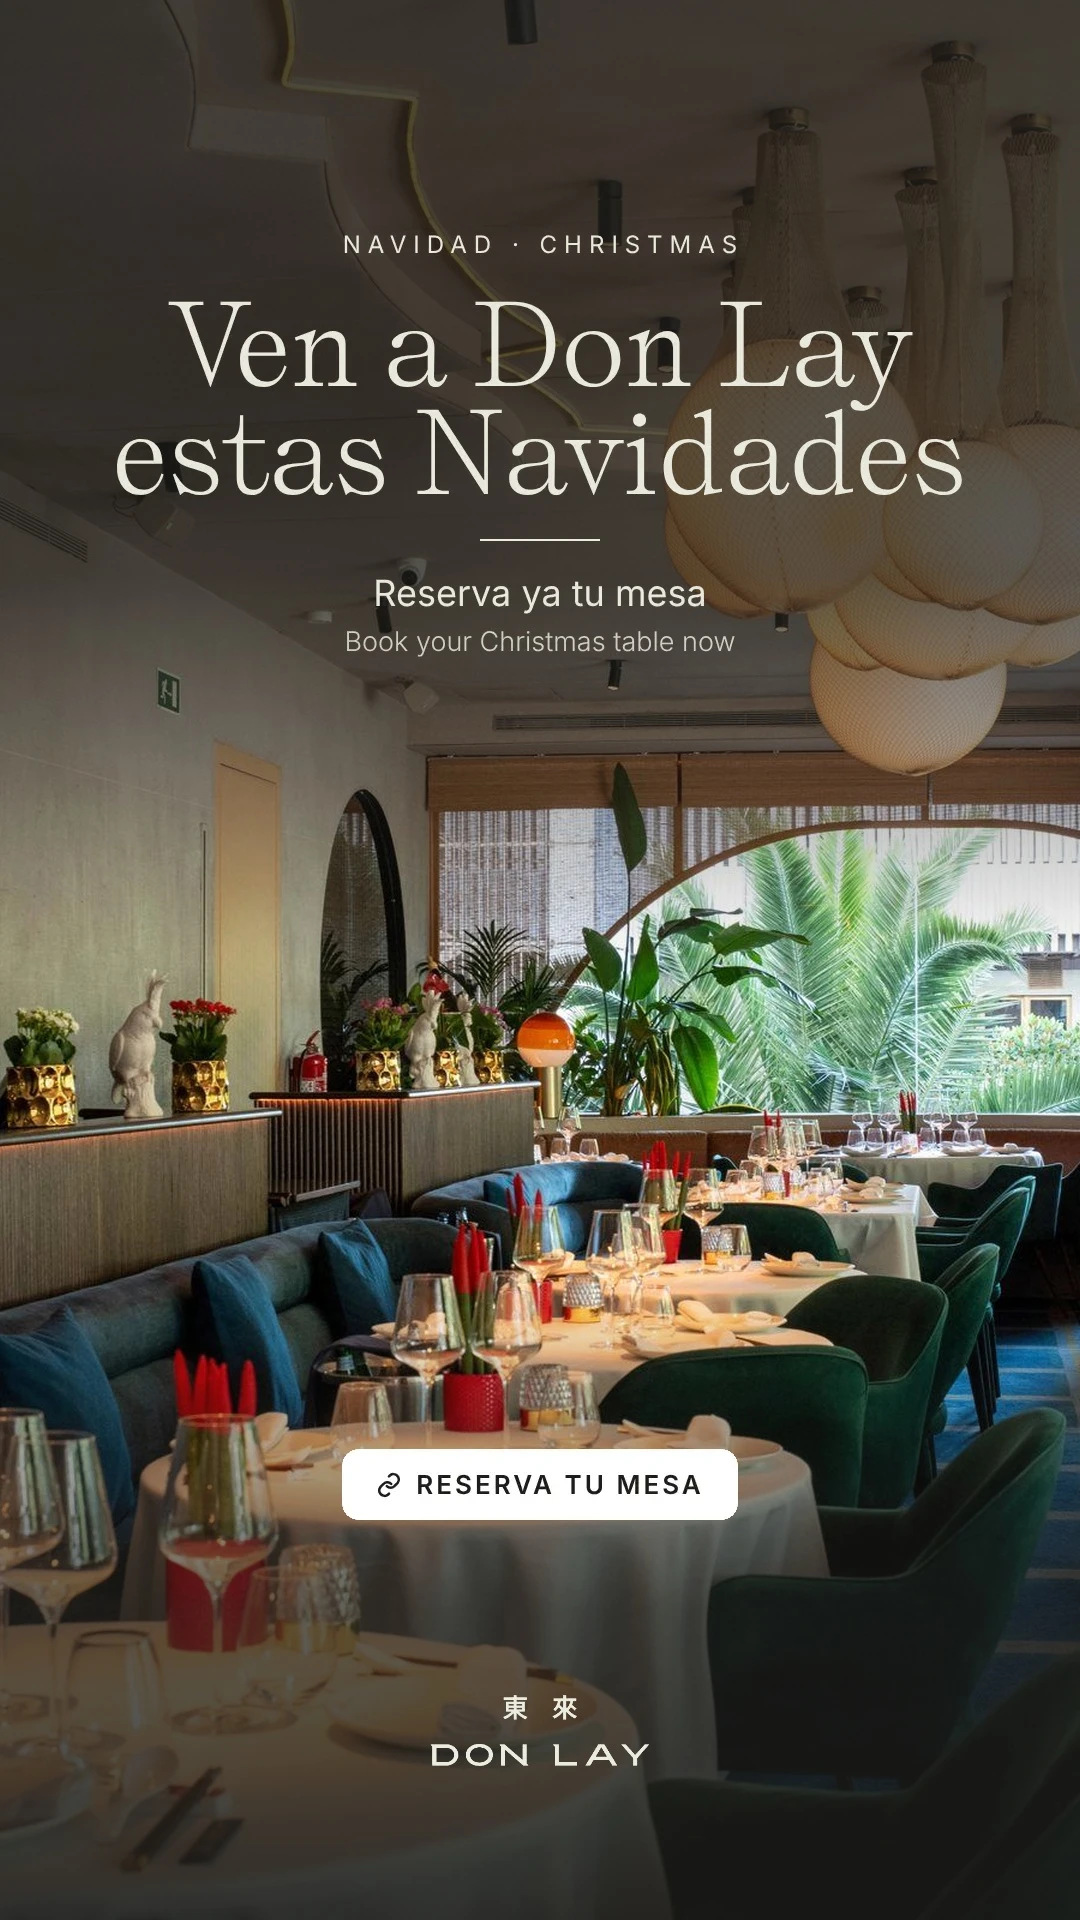 NAVIDAD · CHRISTMAS
Ven a Don Lay
estas Navidades
Reserva ya tu mesa
Book your Christmas table now
RESERVA TU MESA
東 來
DON LAY